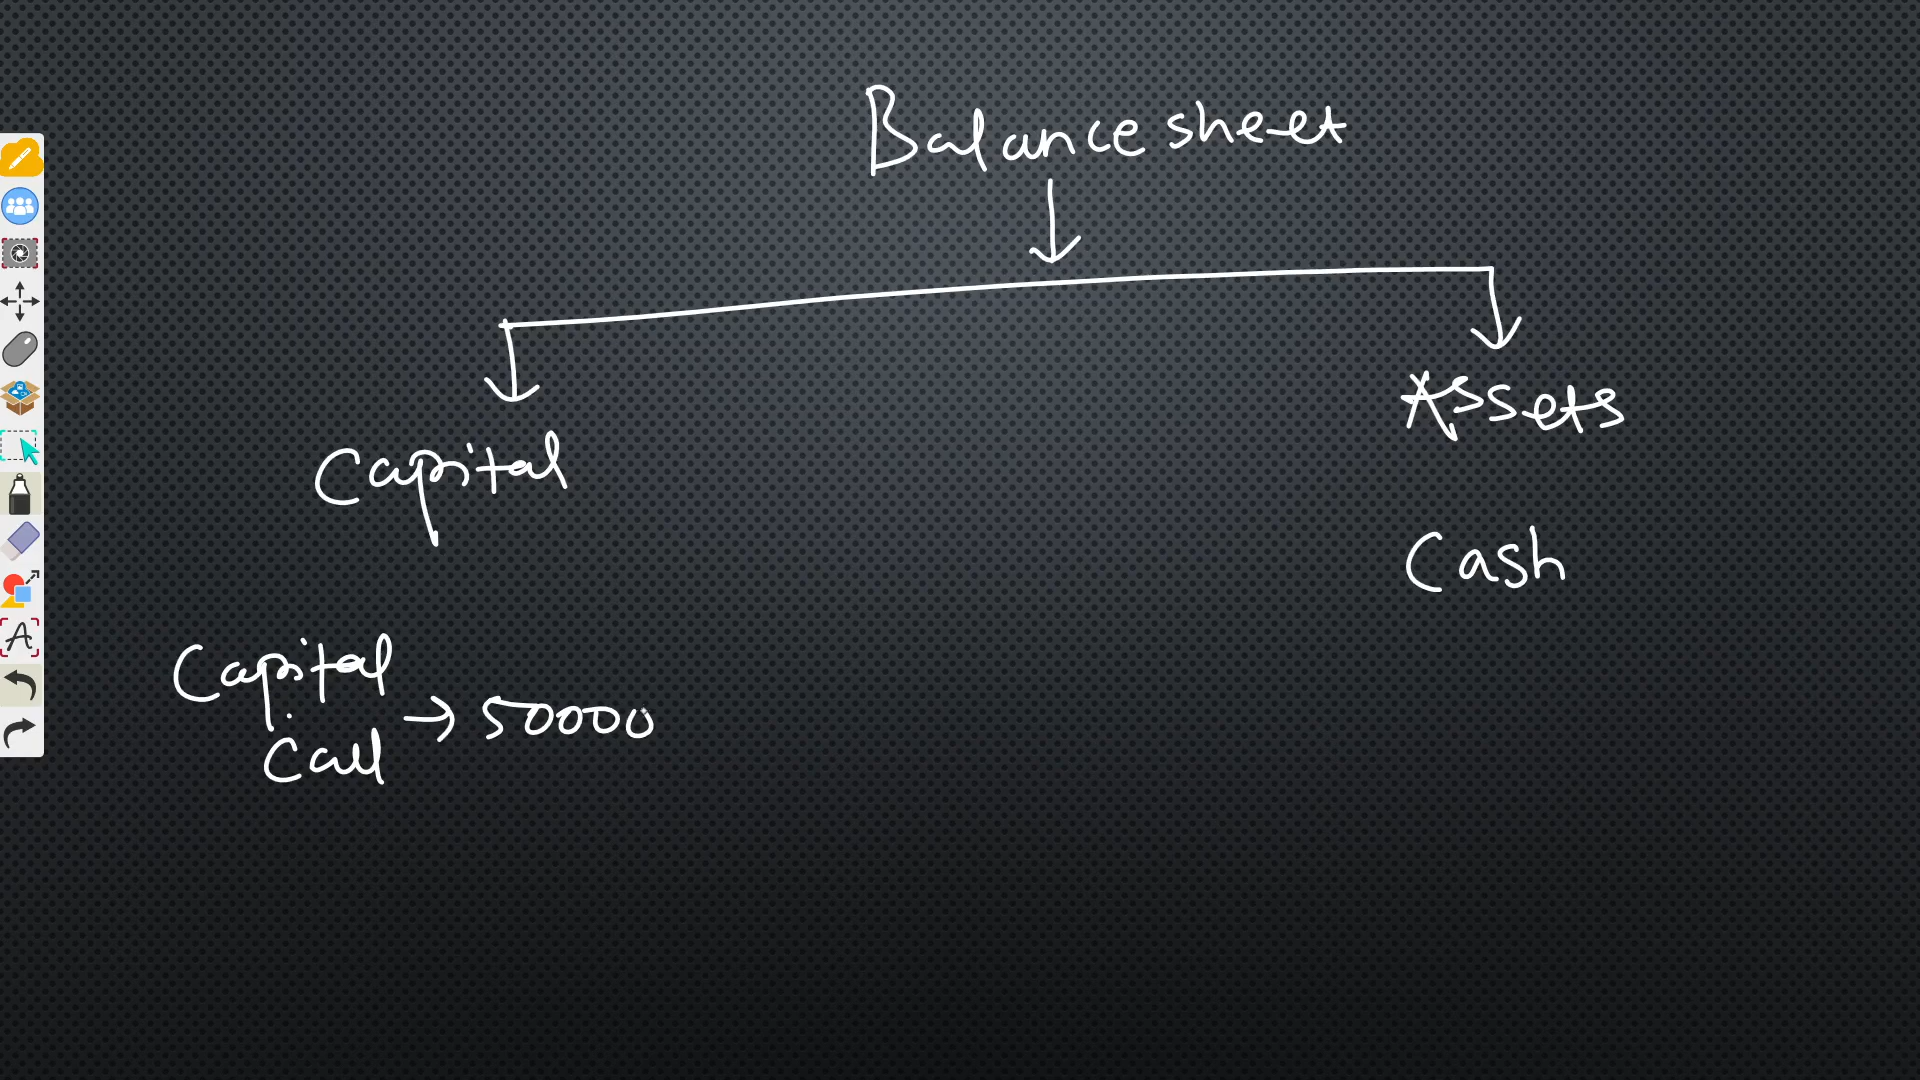 Balance sheet
Capital
Assets
Cash
Capital
Call → 50000